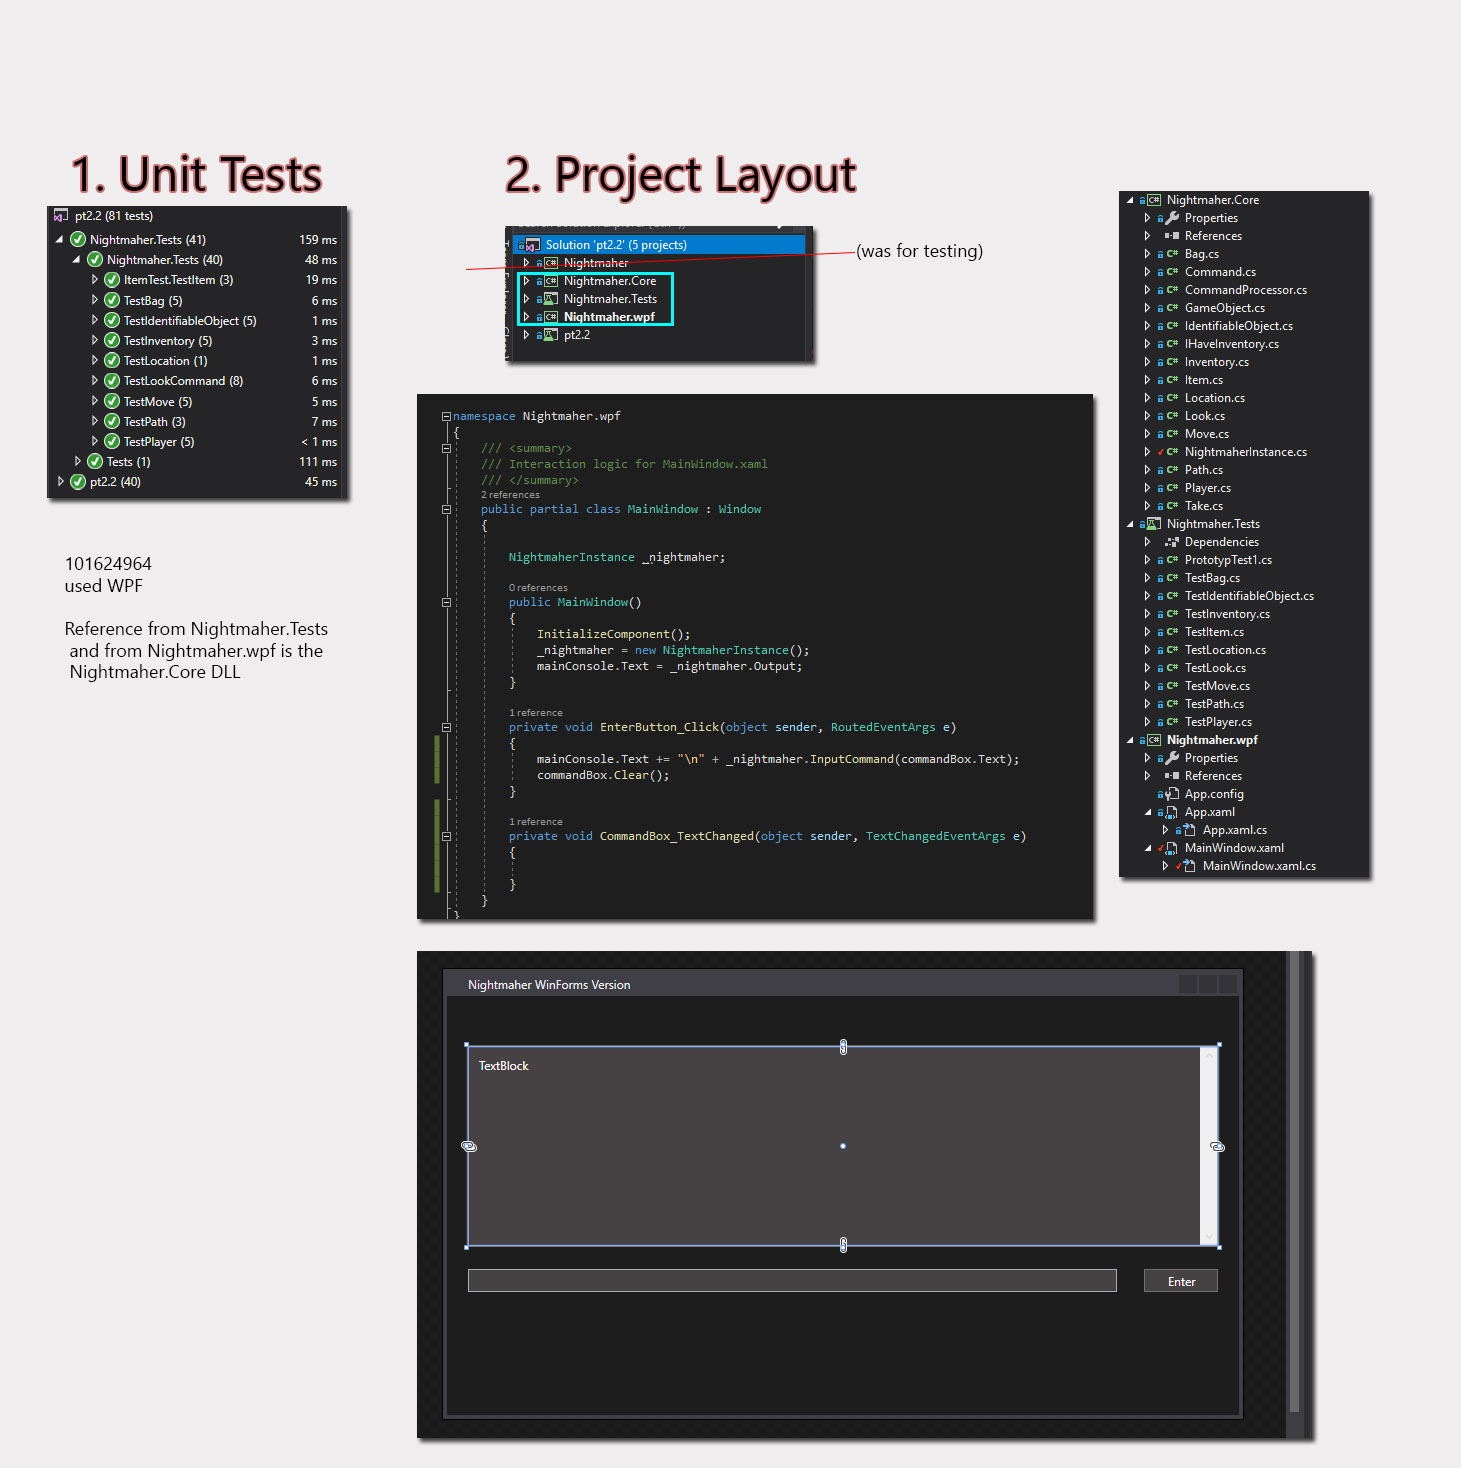 1. Unit Tests
pt2.2 (81 tests)
Nightmaher.Tests (41) 159 ms
Nightmaher.Tests (40) 48 ms
ItemTest.TestItem (3) 19 ms
TestBag (5) 6 ms
TestIdentifiableObject (5) 1 ms
TestInventory (5) 3 ms
TestLocation (1) 1 ms
TestLookCommand (8) 6 ms
TestMove (5) 5 ms
TestPath (3) 7 ms
TestPlayer (5) < 1 ms
Tests (1) 111 ms
pt2.2 (40) 45 ms
101624964
used WPF
Reference from Nightmaher.Tests
and from Nightmaher.wpf is the
Nightmaher.Core DLL
2. Project Layout
Solution 'pt2.2' (5 projects)
(was for testing)
Nightmaher
Nightmaher.Core
Nightmaher.Tests
Nightmaher.wpf
pt2.2
namespace Nightmaher.wpf
{
/// <summary>
/// Interaction logic for MainWindow.xaml
/// </summary>
2 references
public partial class MainWindow : Window
{
NightmaherInstance _nightmaher;
0 references
public MainWindow()
{
InitializeComponent();
_nightmaher = new NightmaherInstance();
mainConsole.Text = _nightmaher.Output;
}
1 reference
private void EnterButton_Click(object sender, RoutedEventArgs e)
{
mainConsole.Text += "\n" + _nightmaher.InputCommand(commandBox.Text);
commandBox.Clear();
}
1 reference
private void CommandBox_TextChanged(object sender, TextChangedEventArgs e)
{
}
}
}
Nightmaher.Core
Properties
References
Bag.cs
Command.cs
CommandProcessor.cs
GameObject.cs
IdentifiableObject.cs
IHaveInventory.cs
Inventory.cs
Item.cs
Location.cs
Look.cs
Move.cs
NightmaherInstance.cs
Path.cs
Player.cs
Take.cs
Nightmaher.Tests
Dependencies
PrototypTest1.cs
TestBag.cs
TestIdentifiableObject.cs
TestInventory.cs
TestItem.cs
TestLocation.cs
TestLook.cs
TestMove.cs
TestPath.cs
TestPlayer.cs
Nightmaher.wpf
Properties
References
App.config
App.xaml
App.xaml.cs
MainWindow.xaml
MainWindow.xaml.cs
Nightmaher WinForms Version
TextBlock
Enter